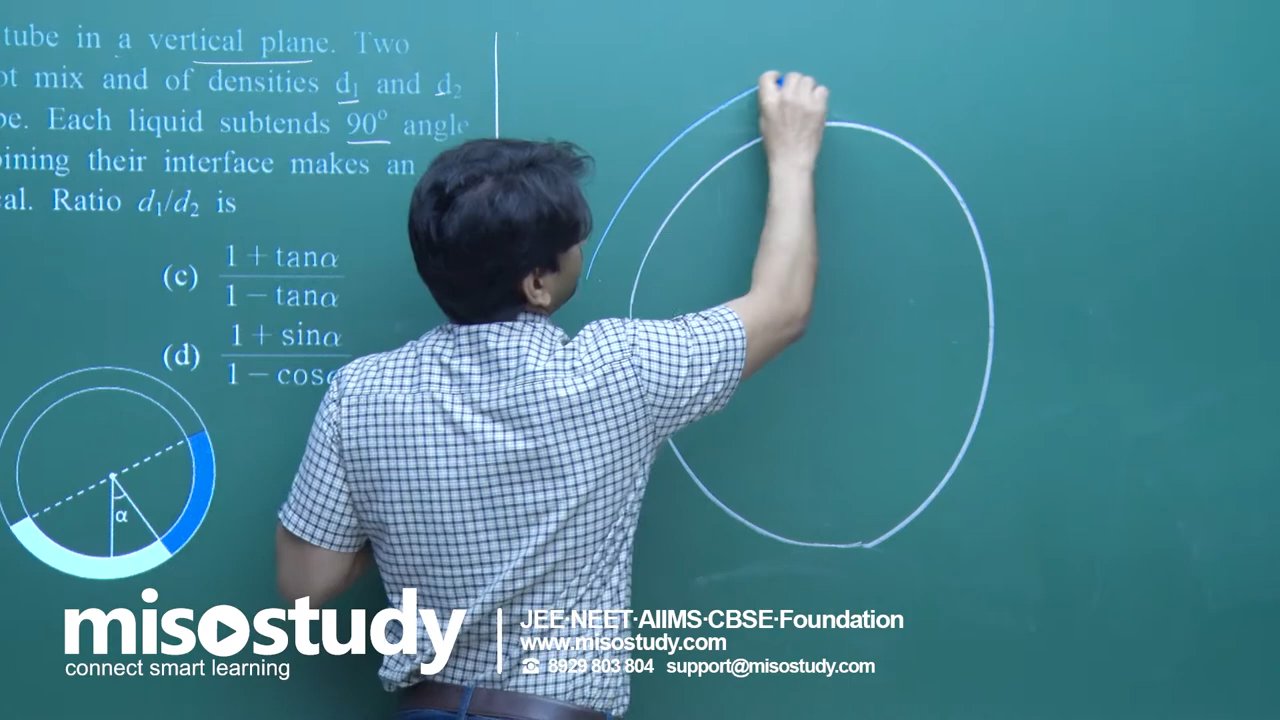 tube in a vertical plane. Two
ot mix and of densities d₁ and d₂
be. Each liquid subtends 90° angle
ining their interface makes an
al. Ratio d₁/d₂ is
(c) 1 + tanα
1 − tanα
(d) 1 + sinα
1 − cosα
α
misostudy
connect smart learning
JEE·NEET·AIIMS·CBSE·Foundation
www.misostudy.com
8929 803 804 support@misostudy.com